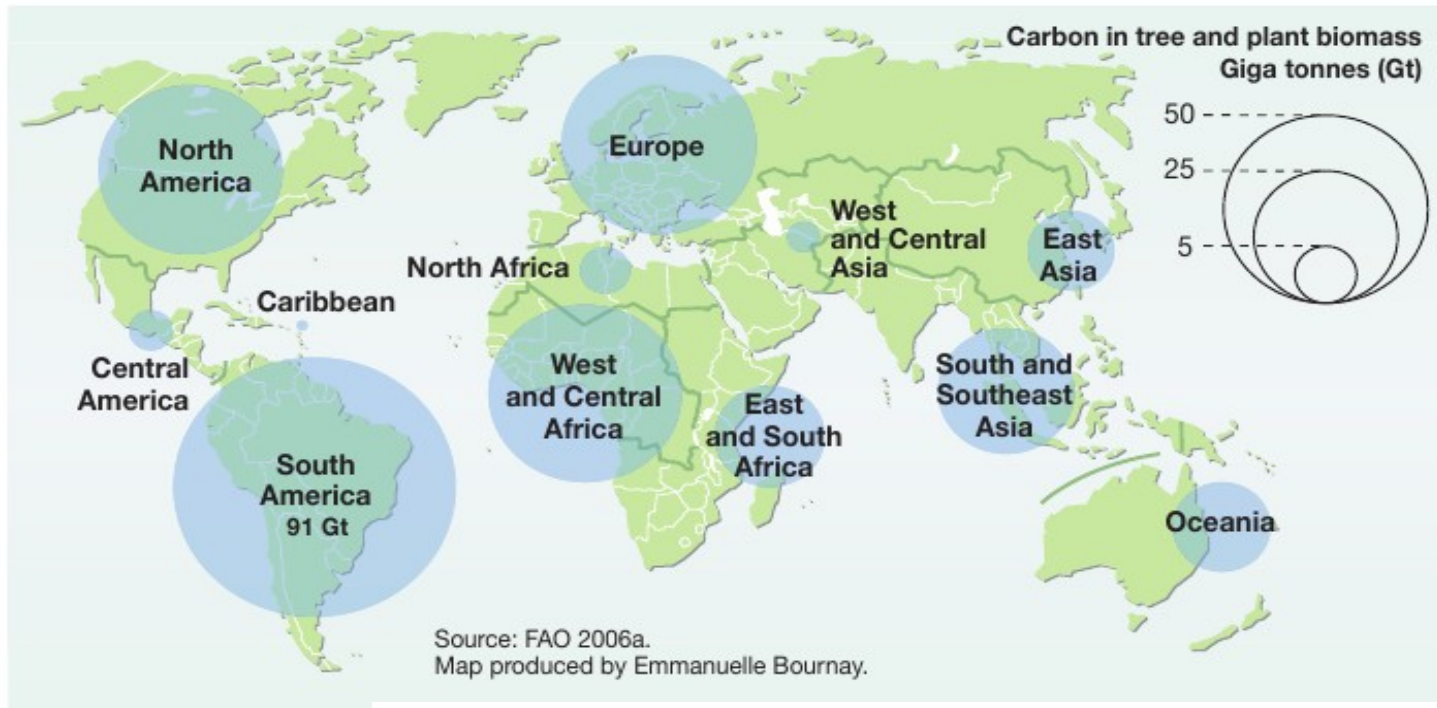 Carbon in tree and plant biomass
Giga tonnes (Gt)
50
25
5
North
America
Europe
West
and Central
Asia
East
Asia
North Africa
Caribbean
Central
America
West
and Central
Africa
East
and South
Africa
South and
Southeast
Asia
South
America
91 Gt
Oceania
Source: FAO 2006a.
Map produced by Emmanuelle Bournay.